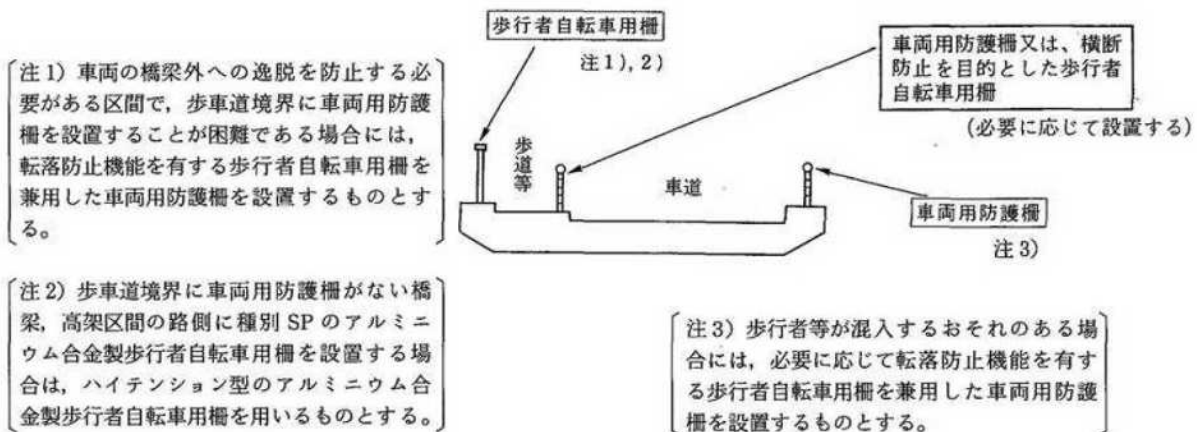 歩行者自転車用柵
注1), 2)
車両用防護柵又は、横断
防止を目的とした歩行者
自転車用柵
(必要に応じて設置する)
注1) 車両の橋梁外への逸脱を防止する必
要がある区間で，歩車道境界に車両用防護
柵を設置することが困難である場合には，
転落防止機能を有する歩行者自転車用柵を
兼用した車両用防護柵を設置するものとす
る。
歩道等
車道
車両用防護柵
注3)
注2) 歩車道境界に車両用防護柵がない橋
梁，高架区間の路側に種別 SP のアルミニ
ウム合金製歩行者自転車用柵を設置する場
合は，ハイテンション型のアルミニウム合
金製歩行者自転車用柵を用いるものとする。
注3) 歩行者等が混入するおそれのある場
合には，必要に応じて転落防止機能を有す
る歩行者自転車用柵を兼用した車両用防護
柵を設置するものとする。